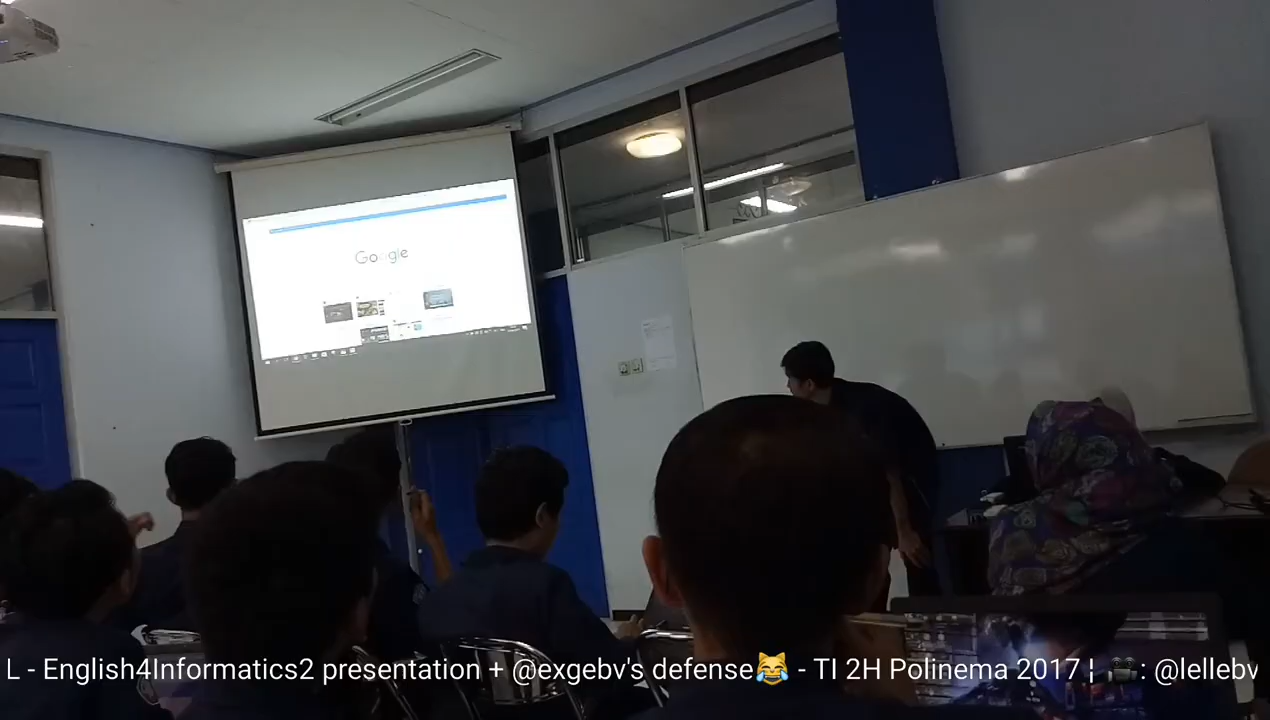 Google
L - English4Informatics2 presentation + @exgebv's defense😹 - TI 2H Polinema 2017 ¦ 🎥: @lellebv